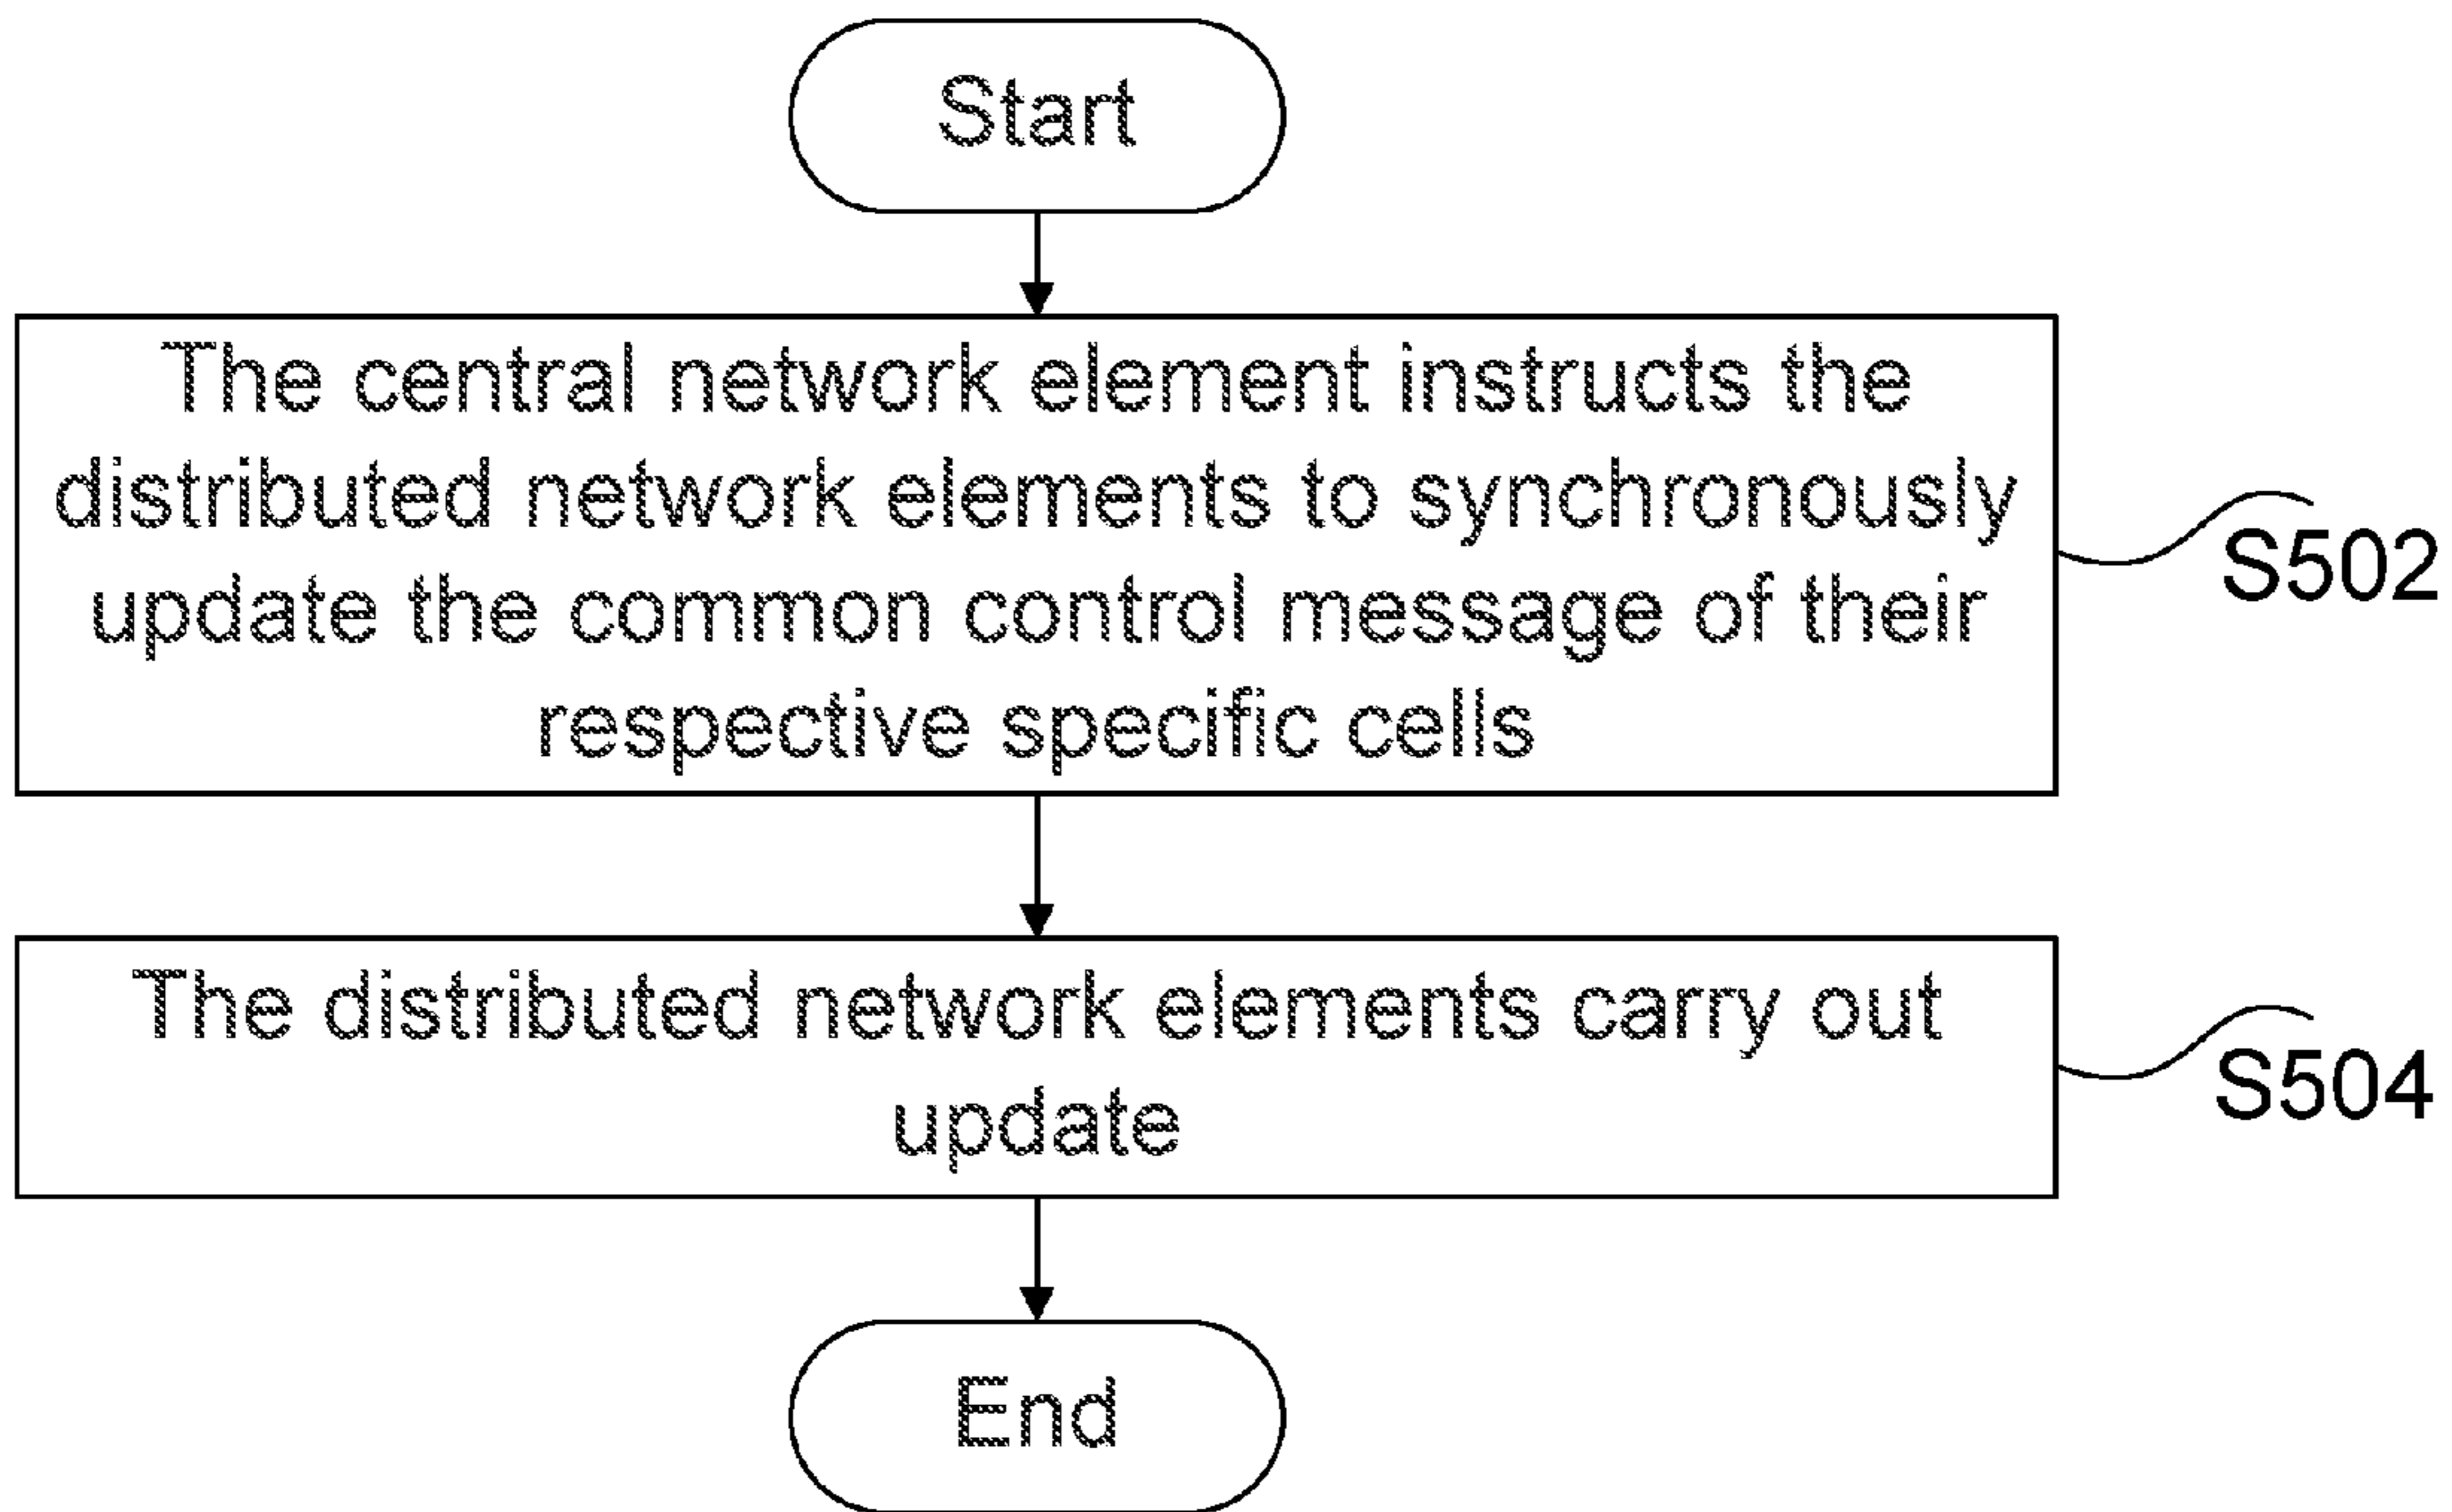 Start
The central network element instructs the
distributed network elements to synchronously
update the common control message of their
respective specific cells
S502
The distributed network elements carry out
update
S504
End